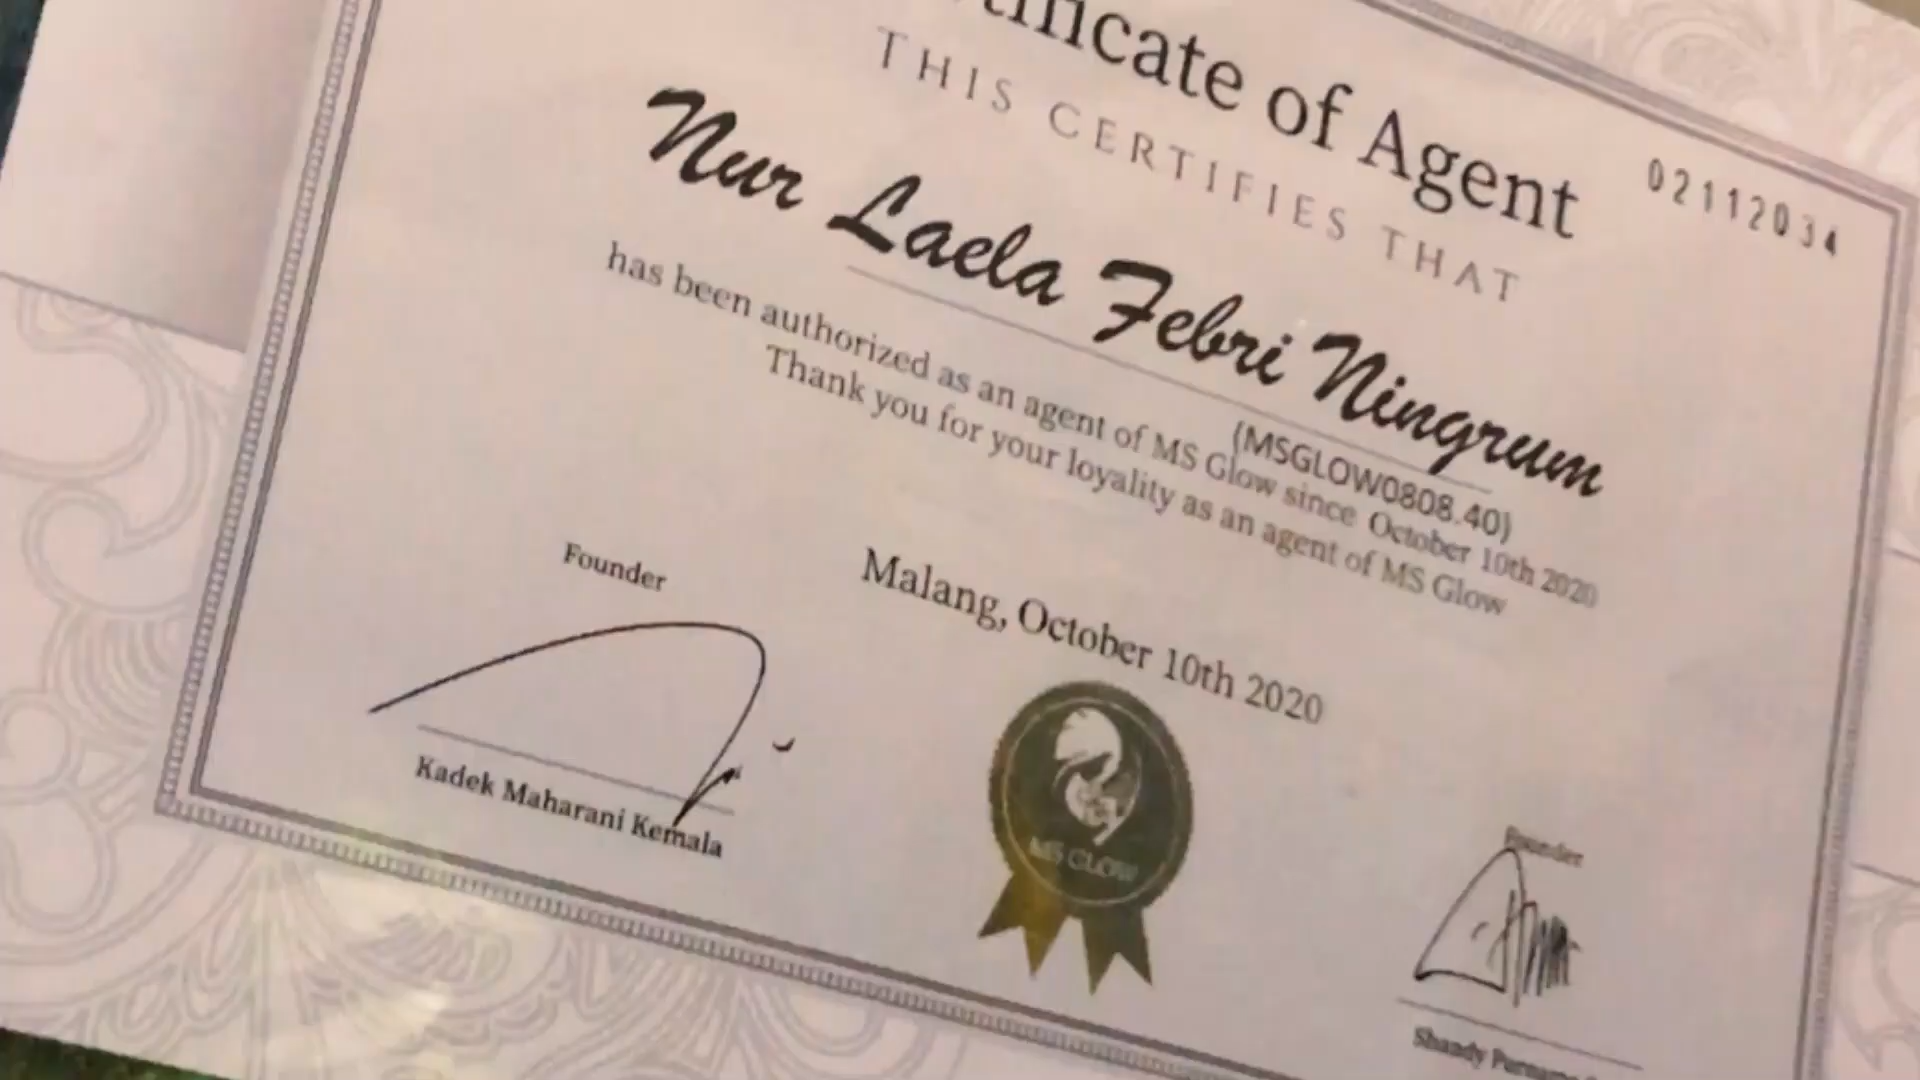 tificate of Agent
02112034
THIS CERTIFIES THAT
Nur Laela Febri Ningrum
(MSGLOW0808.40)
has been authorized as an agent of MS Glow since October 10th 2020
Thank you for your loyality as an agent of MS Glow
Malang, October 10th 2020
Founder
Kadek Maharani Kemala
MS GLOW
Founder
Shandy